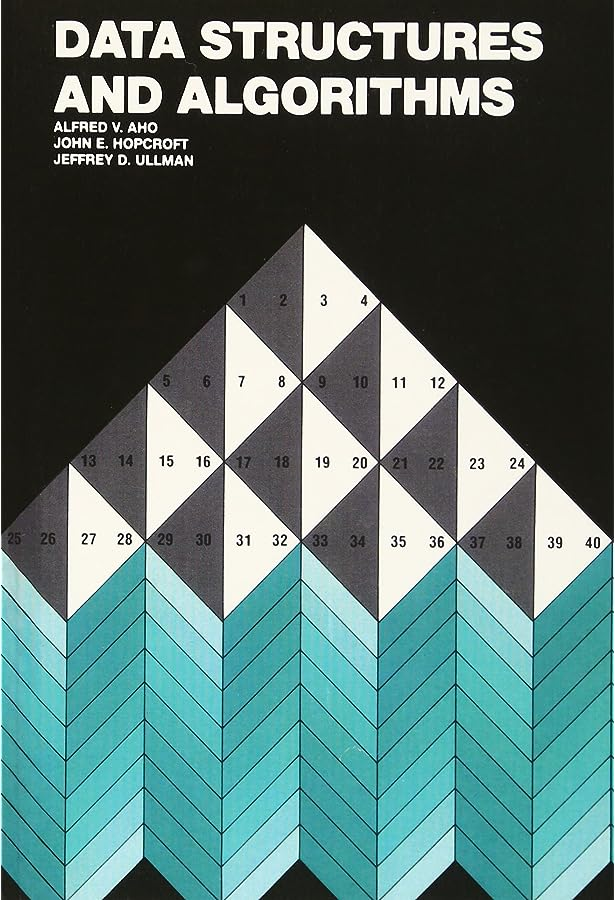 DATA STRUCTURES
AND ALGORITHMS
ALFRED V. AHO
JOHN E. HOPCROFT
JEFFREY D. ULLMAN
1 2 3 4
5 6 7 8 9 10 11 12
13 14 15 16 17 18 19 20 21 22 23 24
25 26 27 28 29 30 31 32 33 34 35 36 37 38 39 40